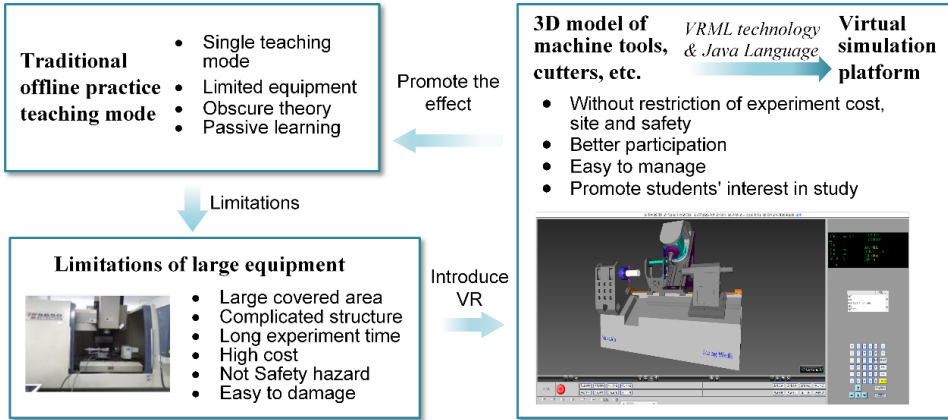 Traditional
offline practice
teaching mode
• Single teaching
mode
• Limited equipment
• Obscure theory
• Passive learning
Promote the
effect
Limitations
Limitations of large equipment
• Large covered area
• Complicated structure
• Long experiment time
• High cost
• Not Safety hazard
• Easy to damage
Introduce
VR
3D model of
machine tools,
cutters, etc.
VRML technology
& Java Language
Virtual
simulation
platform
• Without restriction of experiment cost,
site and safety
• Better participation
• Easy to manage
• Promote students' interest in study